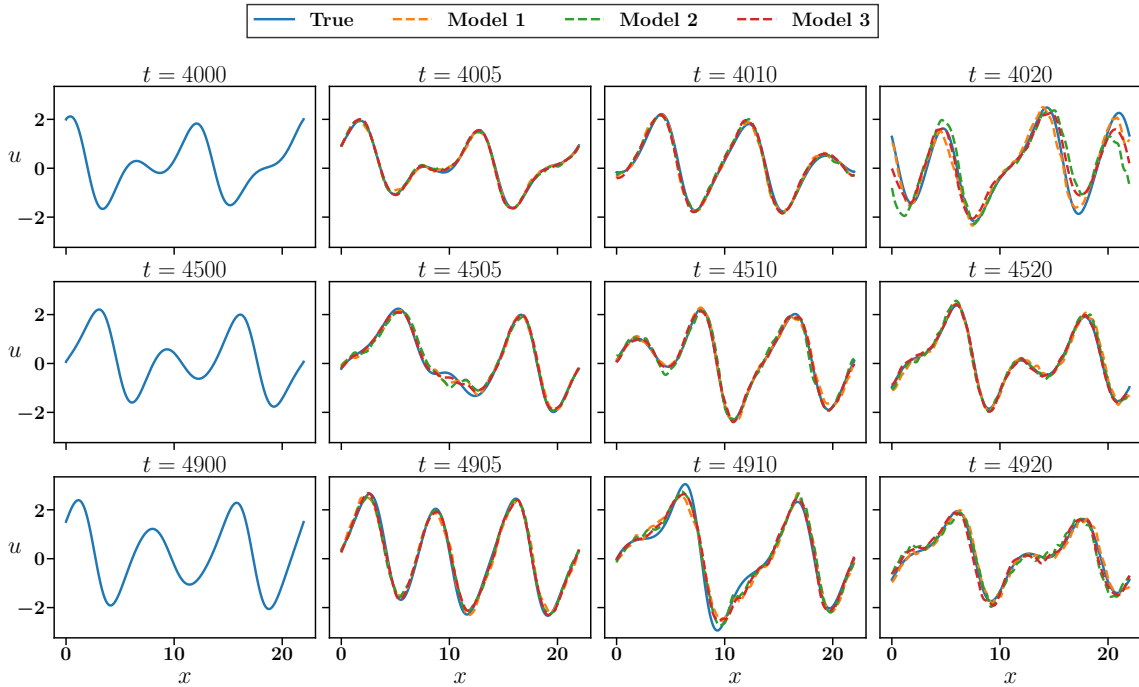 True Model 1 Model 2 Model 3
t = 4000 t = 4005 t = 4010 t = 4020
2
u 0
−2
t = 4500 t = 4505 t = 4510 t = 4520
2
u 0
−2
t = 4900 t = 4905 t = 4910 t = 4920
2
u 0
−2
0 10 20 0 10 20 0 10 20 0 10 20
x x x x